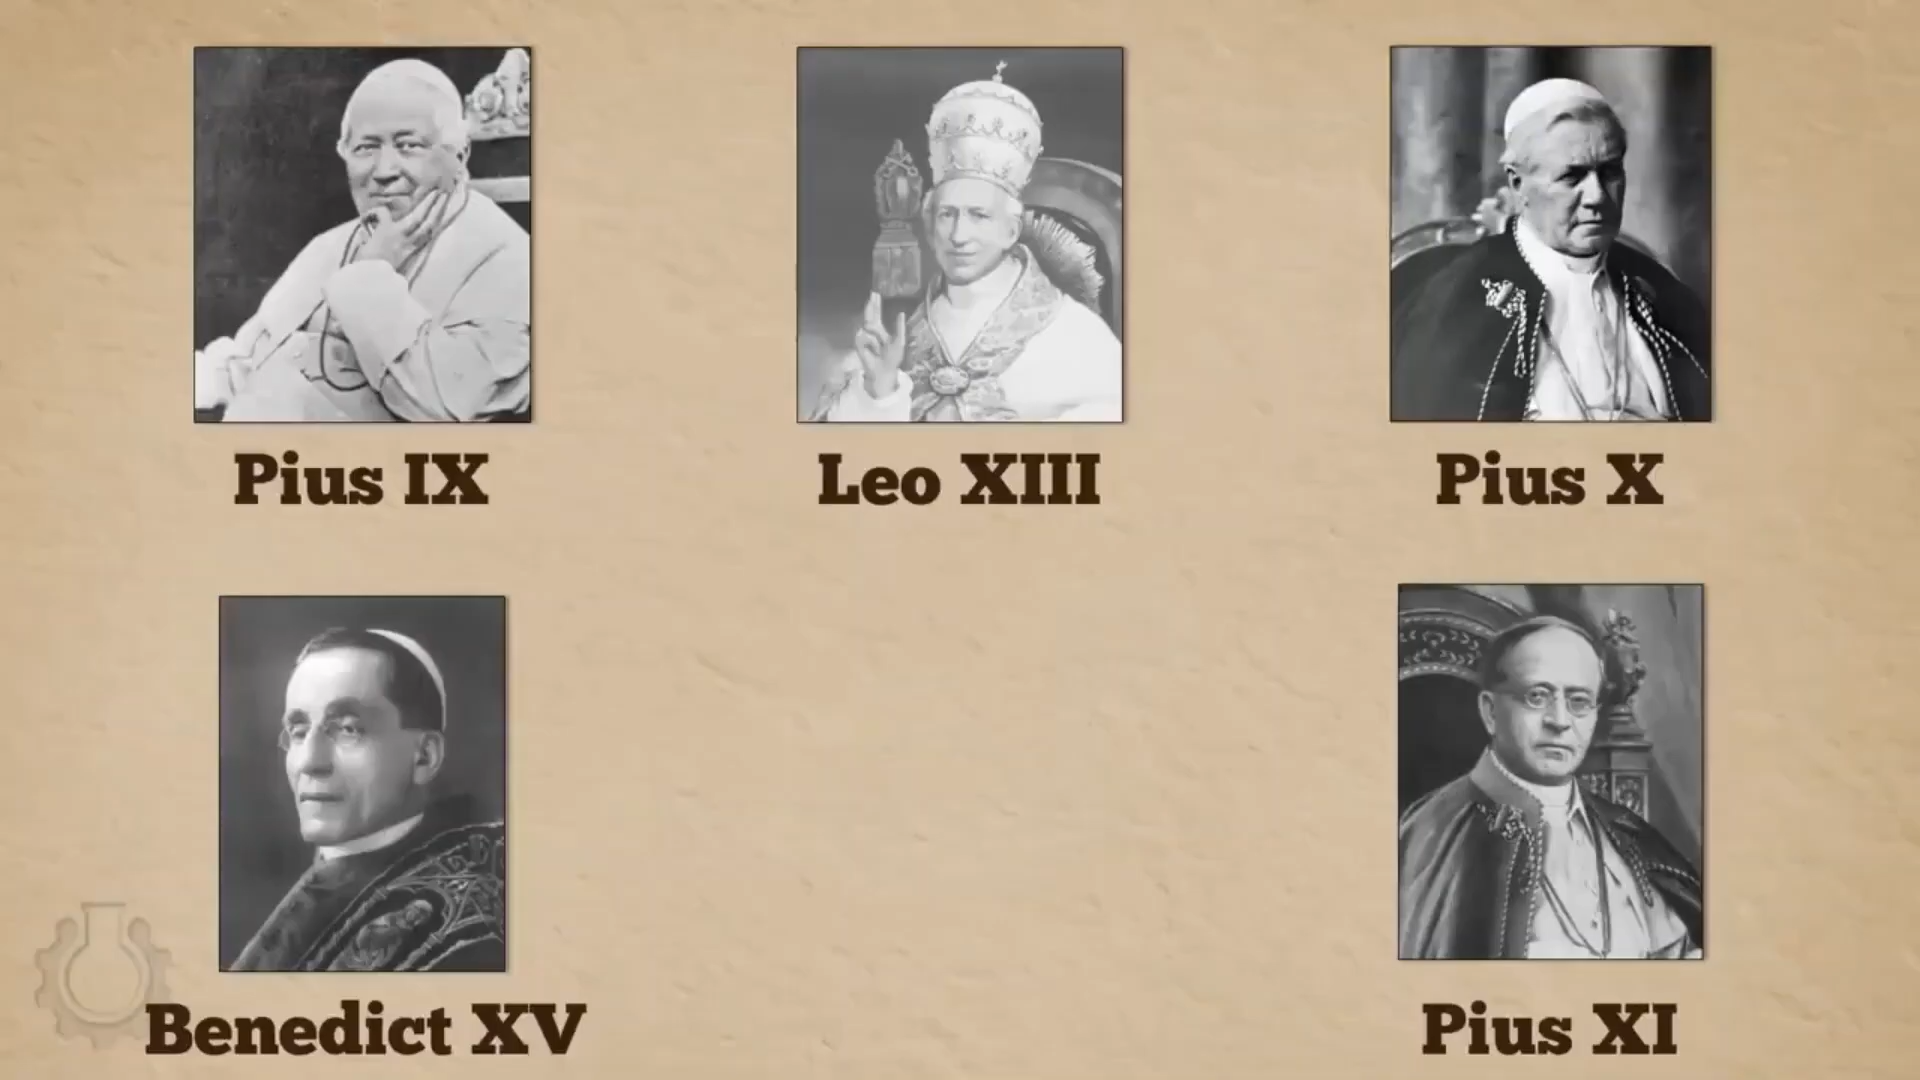 Pius IX
Leo XIII
Pius X
Benedict XV
Pius XI